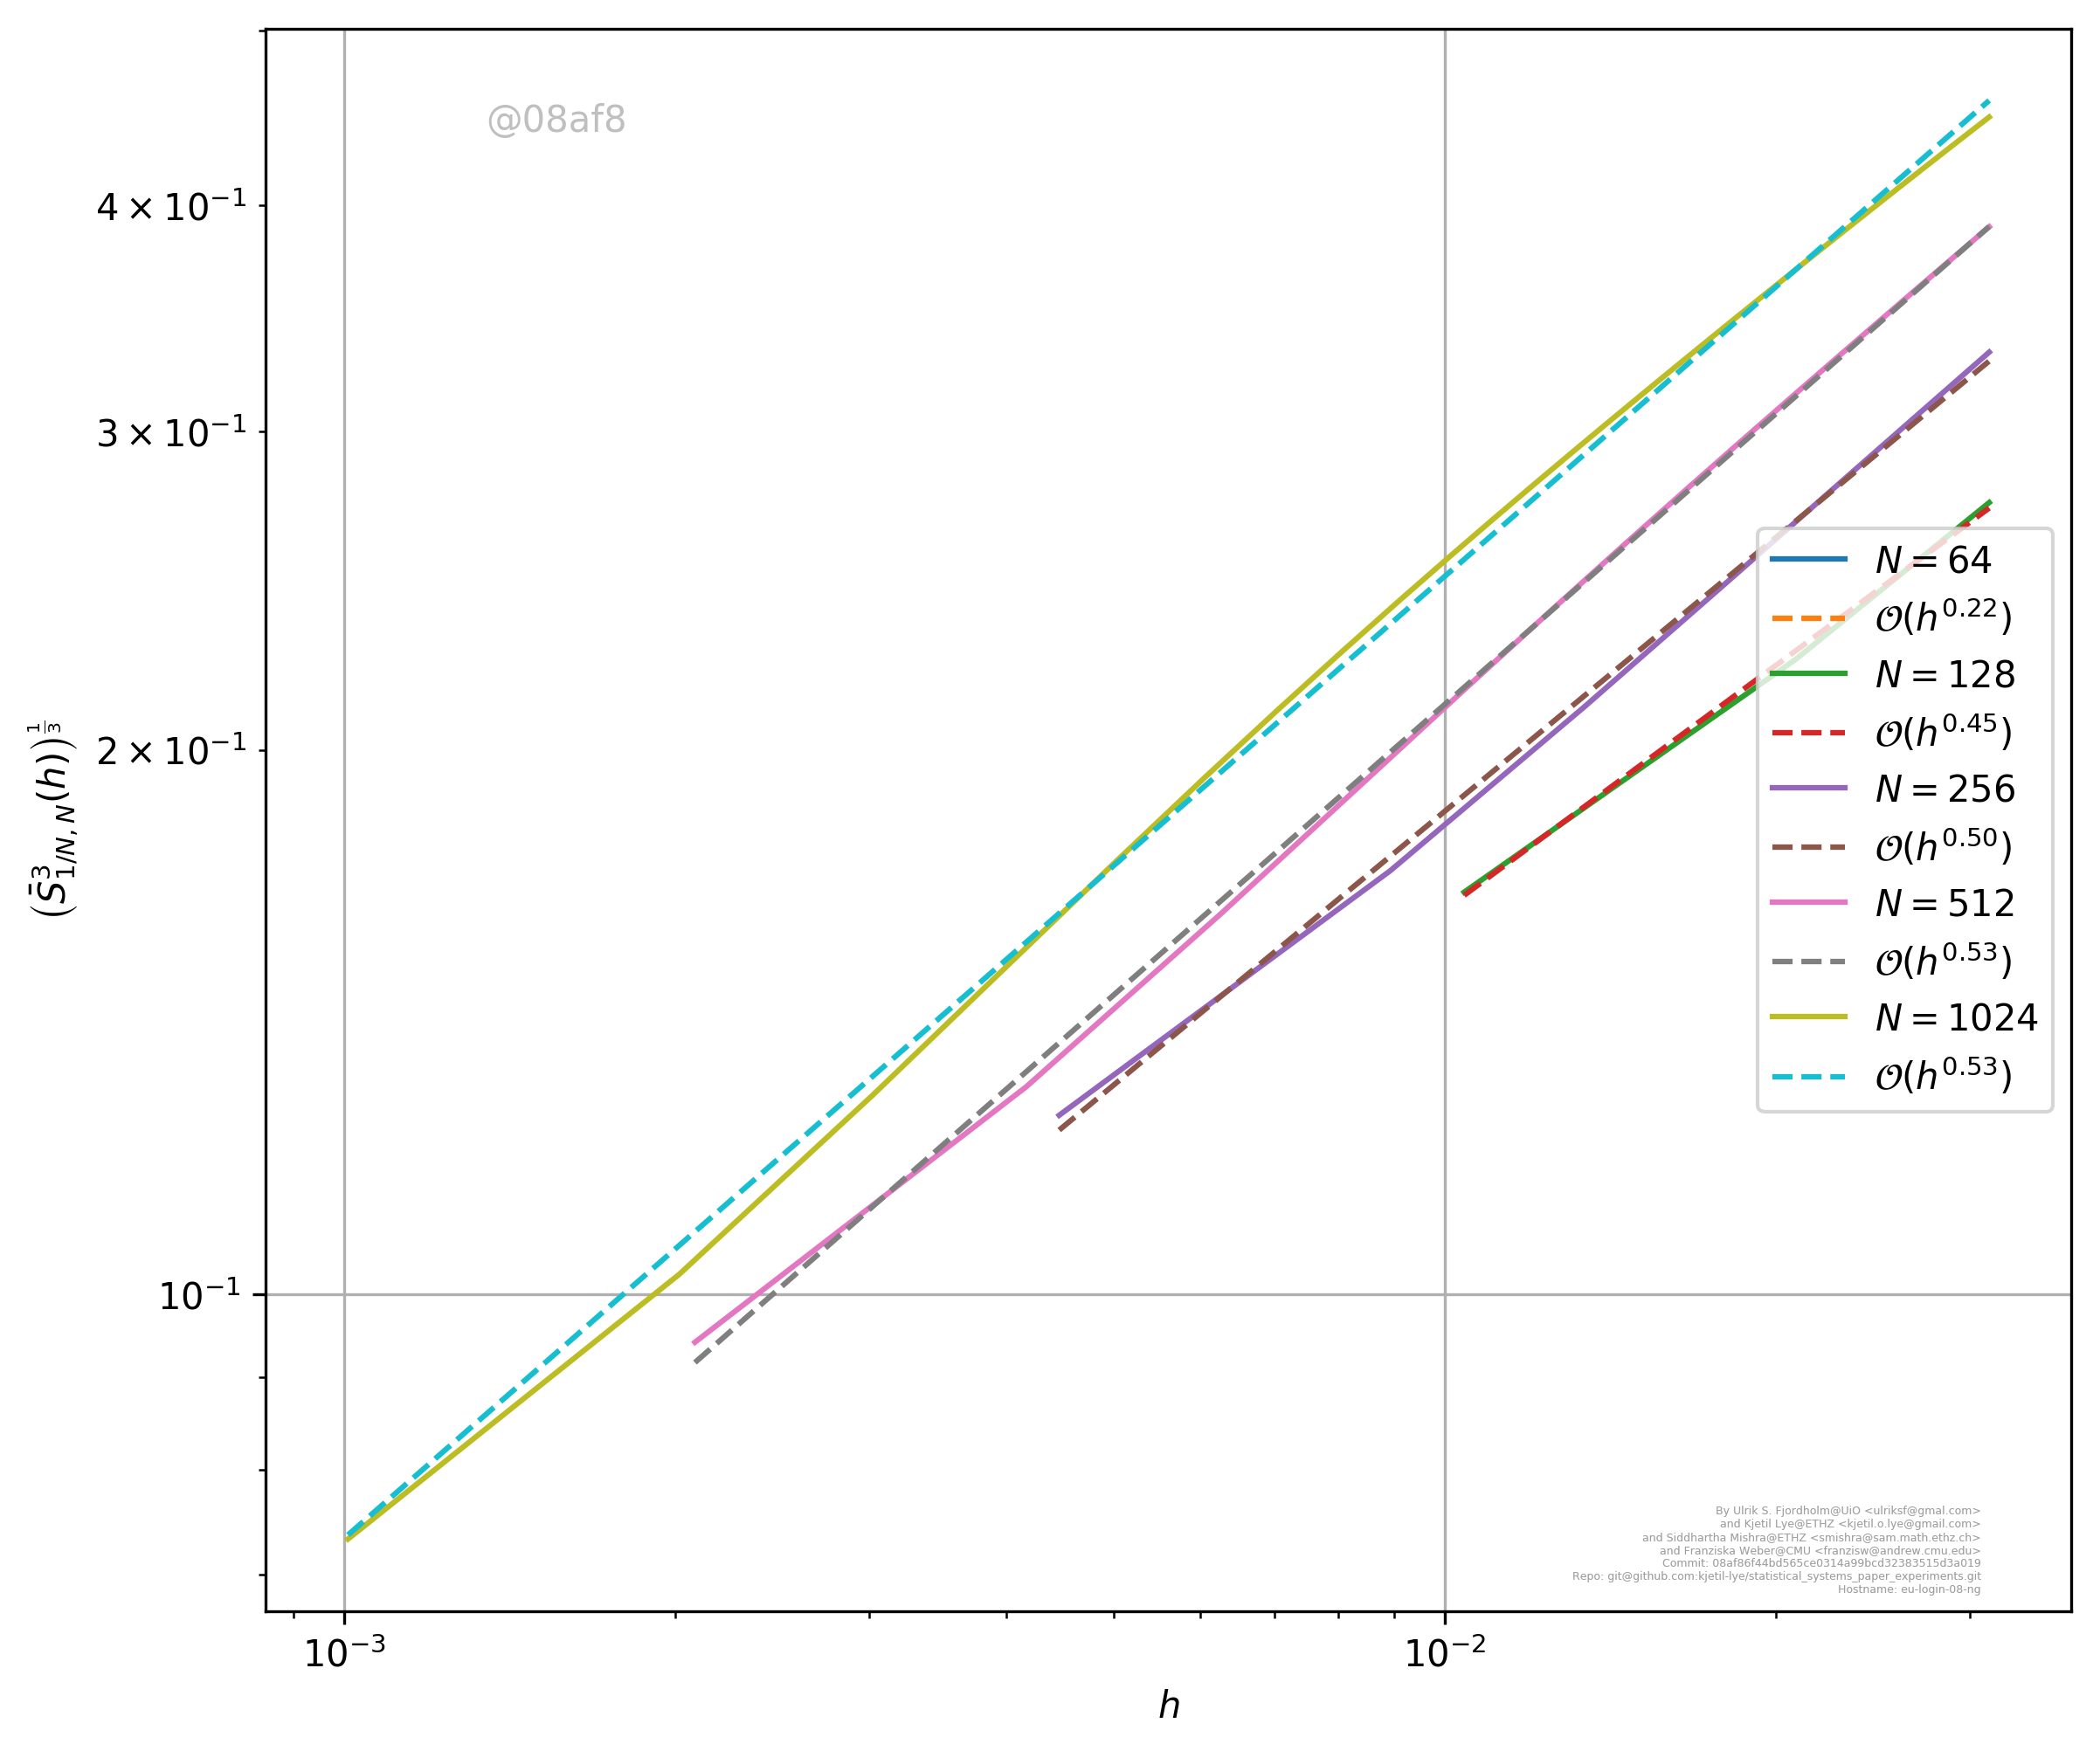 @08af8
4 × 10⁻¹
3 × 10⁻¹
2 × 10⁻¹
10⁻¹
(S̄³_{1/N, N}(h))^{1/3}
N = 64
𝒪(h^{0.22})
N = 128
𝒪(h^{0.45})
N = 256
𝒪(h^{0.50})
N = 512
𝒪(h^{0.53})
N = 1024
𝒪(h^{0.53})
By Ulrik S. Fjordholm@UiO <ulriksf@gmal.com>
and Kjetil Lye@ETHZ <kjetil.o.lye@gmail.com>
and Siddhartha Mishra@ETHZ <smishra@sam.math.ethz.ch>
and Franziska Weber@CMU <franzisw@andrew.cmu.edu>
Commit: 08af86f44bd565ce0314a99bcd32383515d3a019
Repo: git@github.com:kjetil-lye/statistical_systems_paper_experiments.git
Hostname: eu-login-08-ng
10⁻³
10⁻²
h